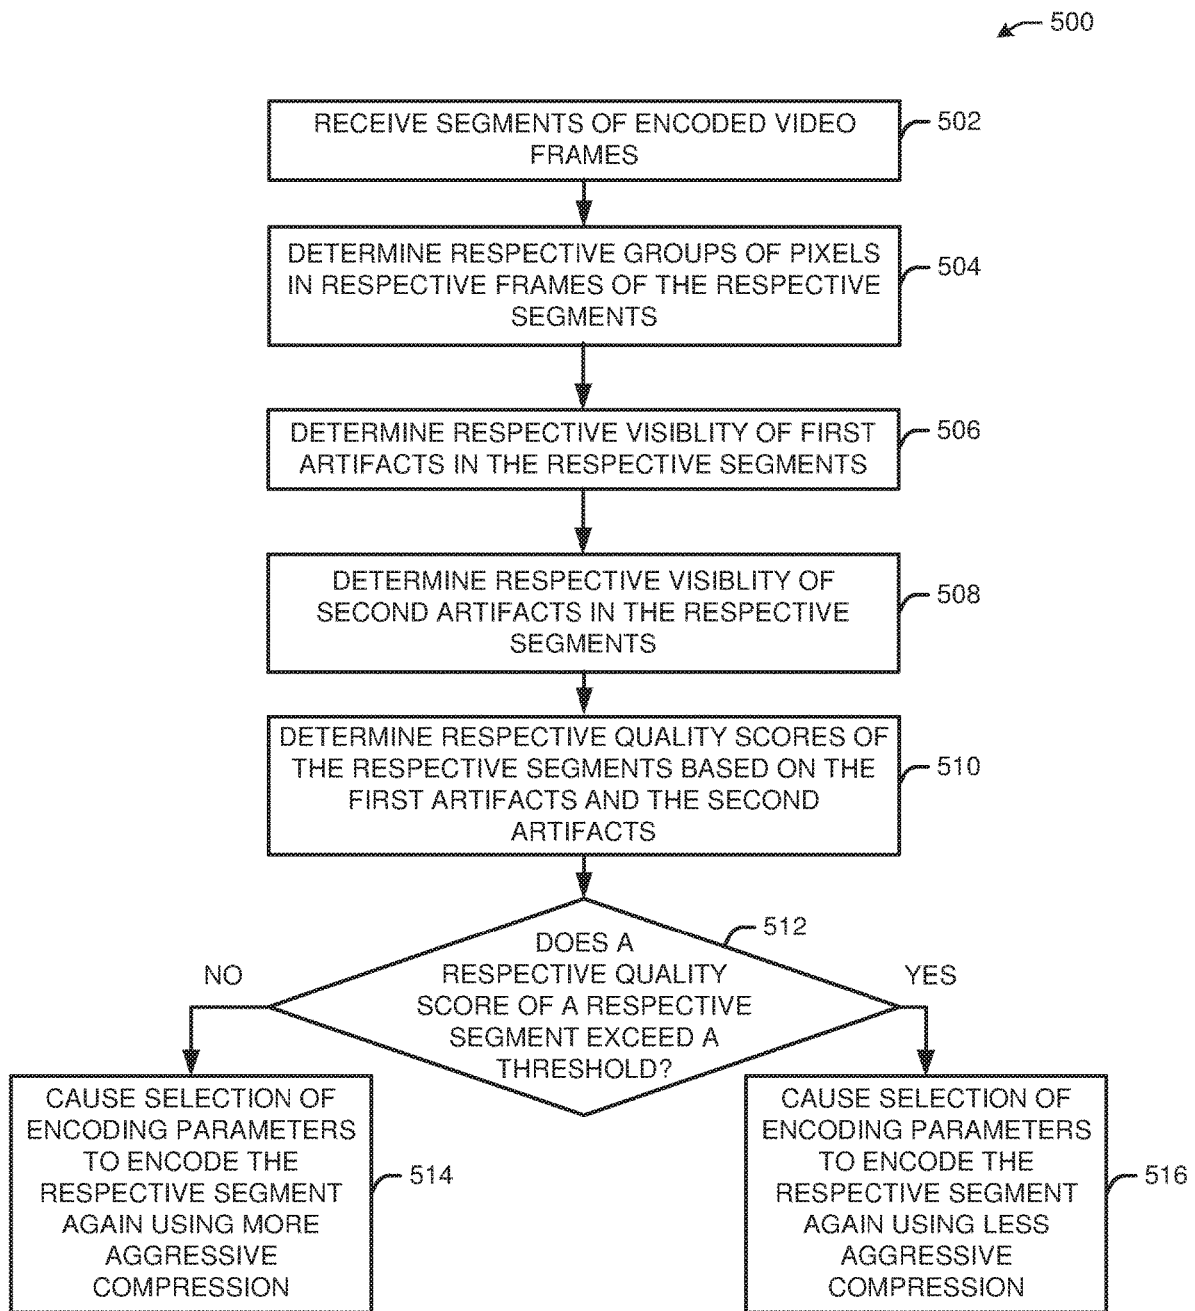 500
RECEIVE SEGMENTS OF ENCODED VIDEO
FRAMES
502
DETERMINE RESPECTIVE GROUPS OF PIXELS
IN RESPECTIVE FRAMES OF THE RESPECTIVE
SEGMENTS
504
DETERMINE RESPECTIVE VISIBLITY OF FIRST
ARTIFACTS IN THE RESPECTIVE SEGMENTS
506
DETERMINE RESPECTIVE VISIBLITY OF
SECOND ARTIFACTS IN THE RESPECTIVE
SEGMENTS
508
DETERMINE RESPECTIVE QUALITY SCORES OF
THE RESPECTIVE SEGMENTS BASED ON THE
FIRST ARTIFACTS AND THE SECOND
ARTIFACTS
510
DOES A
RESPECTIVE QUALITY
SCORE OF A RESPECTIVE
SEGMENT EXCEED A
THRESHOLD?
512
NO
YES
CAUSE SELECTION OF
ENCODING PARAMETERS
TO ENCODE THE
RESPECTIVE SEGMENT
AGAIN USING MORE
AGGRESSIVE
COMPRESSION
514
CAUSE SELECTION OF
ENCODING PARAMETERS
TO ENCODE THE
RESPECTIVE SEGMENT
AGAIN USING LESS
AGGRESSIVE
COMPRESSION
516